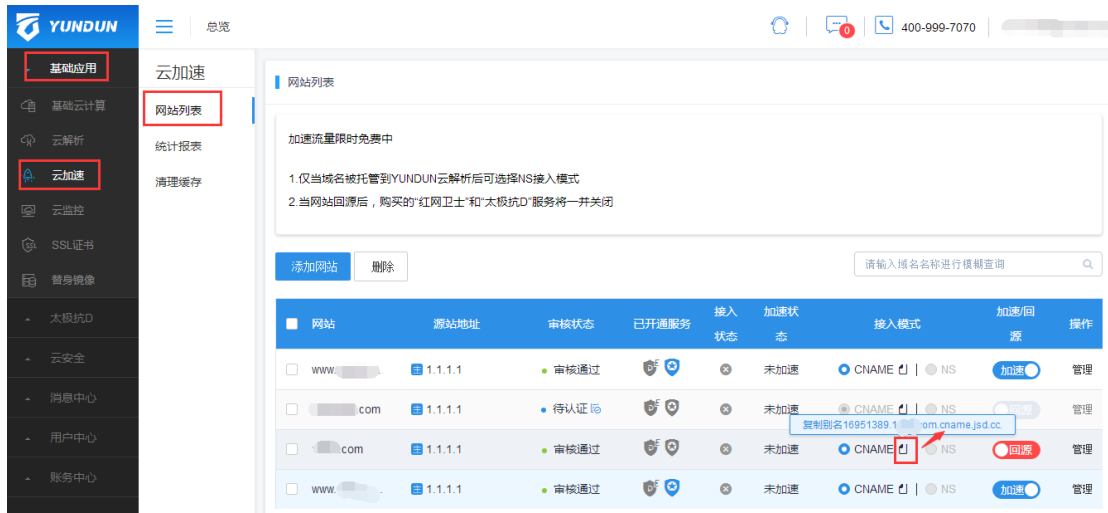 YUNDUN
总览
0
400-999-7070
基础应用
基础云计算
云解析
云加速
云监控
SSL证书
替身镜像
太极抗D
云安全
消息中心
用户中心
账务中心
云加速
网站列表
统计报表
清理缓存
网站列表
加速流量限时免费中
1.仅当域名被托管到YUNDUN云解析后可选择NS接入模式
2.当网站回源后，购买的“红网卫士”和“太极抗D”服务将一并关闭
添加网站 删除 请输入域名名称进行模糊查询
网站 源站地址 审核状态 已开通服务 接入状态 加速状态 接入模式 加速/回源 操作
www. 主 1.1.1.1 审核通过 未加速 CNAME | NS 加速 管理
.com 主 1.1.1.1 待认证 未加速 CNAME | NS 回源 管理
复制别名16951389.1 om.cname.jsd.cc.
.com 主 1.1.1.1 审核通过 未加速 CNAME NS 回源 管理
www. 主 1.1.1.1 审核通过 未加速 CNAME | NS 加速 管理